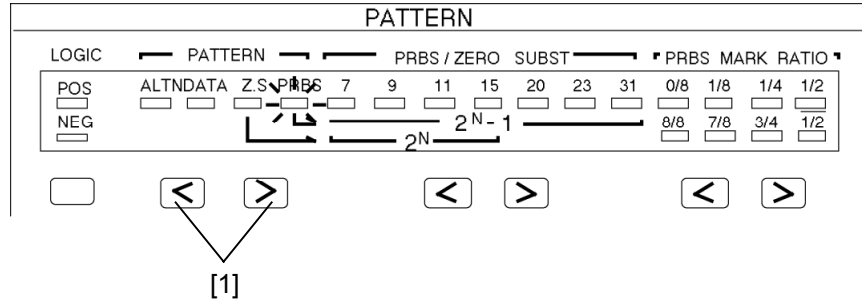 PATTERN
LOGIC PATTERN PRBS / ZERO SUBST PRBS MARK RATIO
POS ALTN DATA Z.S PRBS 7 9 11 15 20 23 31 0/8 1/8 1/4 1/2
NEG 2^N - 1 8/8 7/8 3/4 1/2
2^N
< > < > < >
[1]